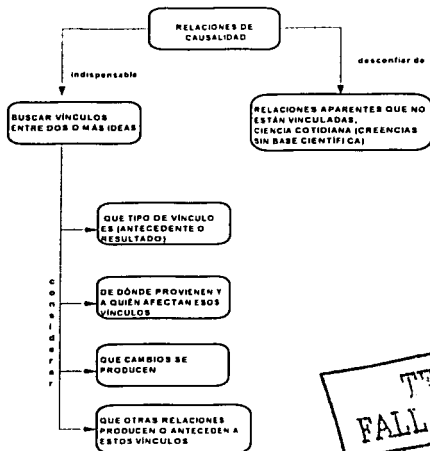 RELACIONES DE
CAUSALIDAD
indispensable
desconfiar de
BUSCAR VÍNCULOS
ENTRE DOS O MÁS IDEAS
RELACIONES APARENTES QUE NO
ESTÁN VINCULADAS,
CIENCIA COTIDIANA (CREENCIAS
SIN BASE CIENTÍFICA)
considerar
QUE TIPO DE VÍNCULO
ES (ANTECEDENTE O
RESULTADO)
DE DÓNDE PROVIENEN Y
A QUIÉN AFECTAN ESOS
VÍNCULOS
QUE CAMBIOS SE
PRODUCEN
QUE OTRAS RELACIONES
PRODUCEN O ANTECEDEN A
ESTOS VÍNCULOS
FALL